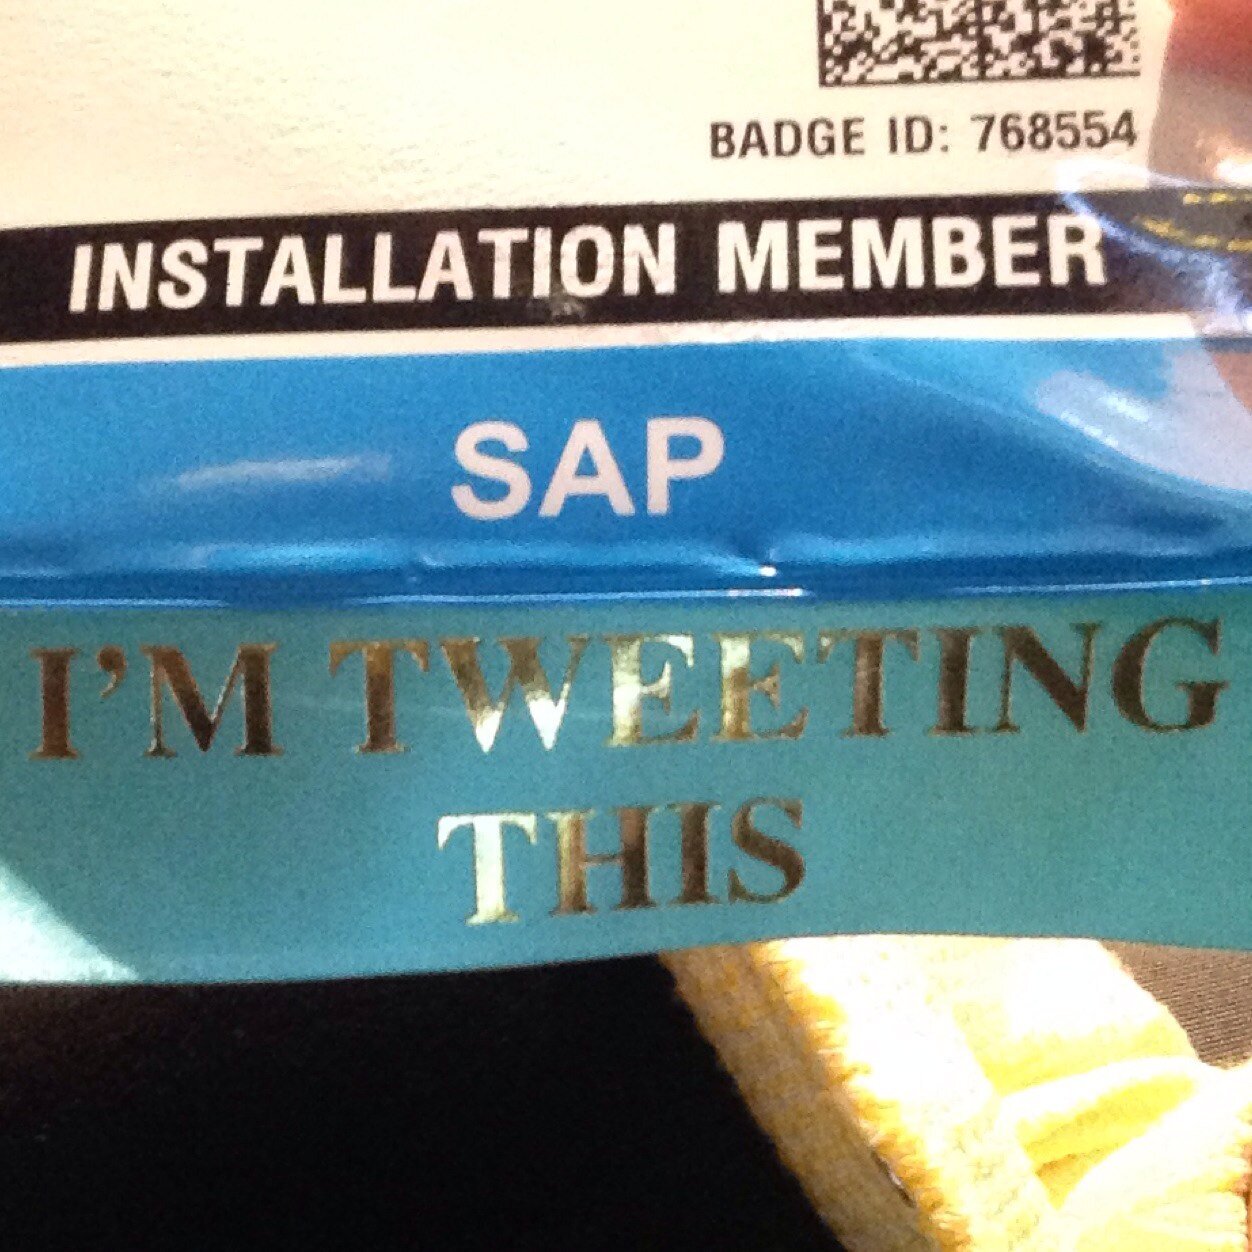 BADGE ID: 768554
INSTALLATION MEMBER
SAP
I'M TWEETING
THIS